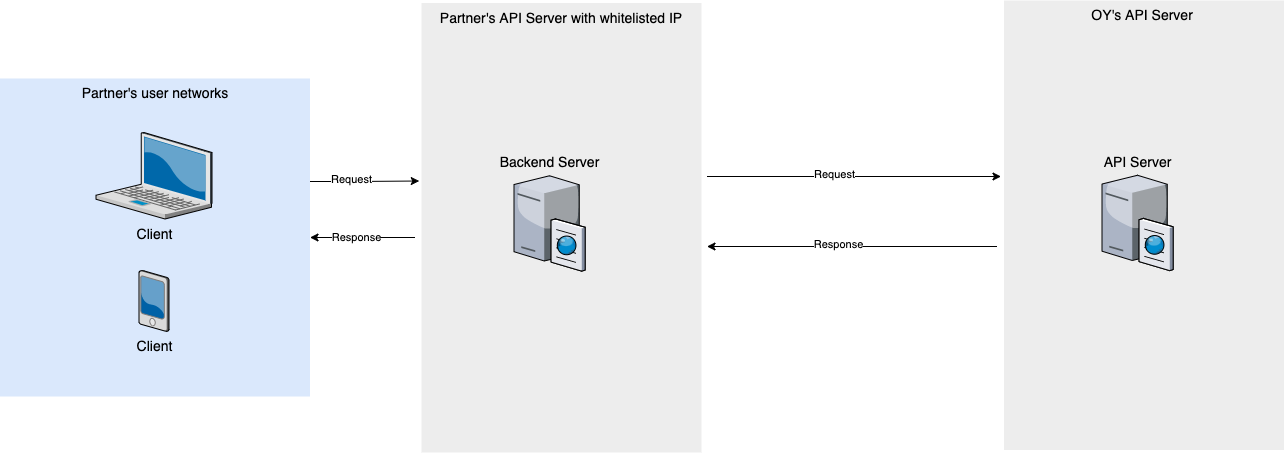 Partner's user networks
Client
Client
Request
Response
Partner's API Server with whitelisted IP
Backend Server
Request
Response
OY's API Server
API Server